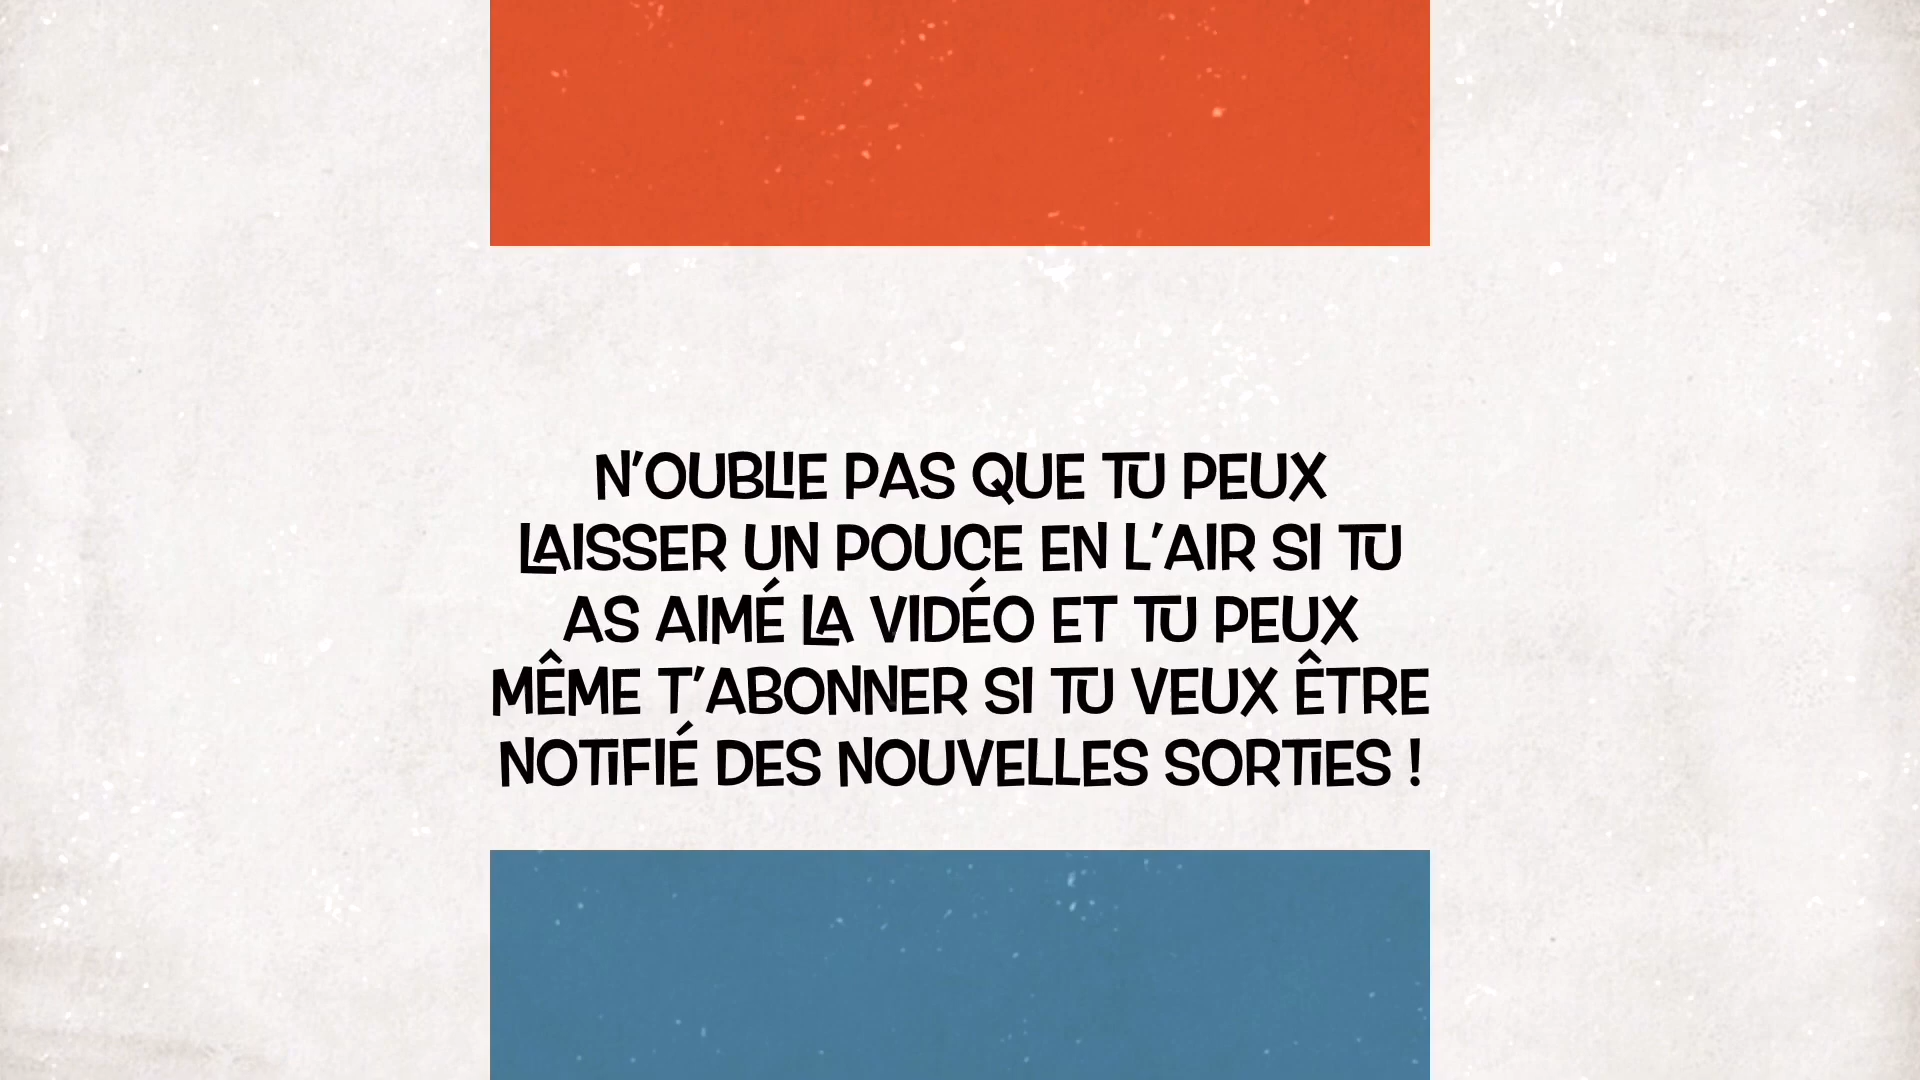 N'OUBLIE PAS QUE TU PEUX
LAISSER UN POUCE EN L'AIR SI TU
AS AIMÉ LA VIDÉO ET TU PEUX
MÊME T'ABONNER SI TU VEUX ÊTRE
NOTIFIÉ DES NOUVELLES SORTIES !